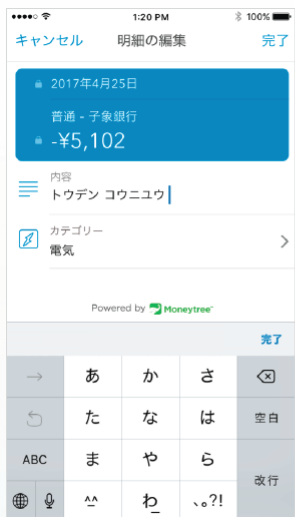 1:20 PM
100%
キャンセル 明細の編集 完了
2017年4月25日
普通 - 子象銀行
-¥5,102
内容
トウデン コウニユウ
カテゴリー
電気
Powered by Moneytree
完了
→ あ か さ
た な は 空白
ABC ま や ら
^^ わ 、。?! 改行